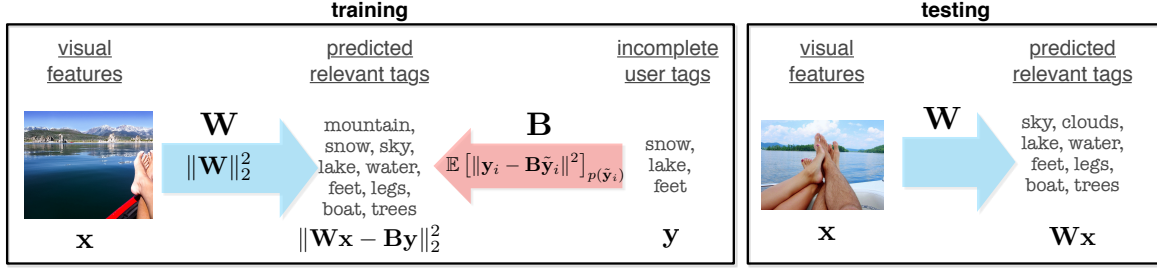 training
visual
features
W
‖W‖₂²
x
predicted
relevant tags
mountain,
snow, sky,
lake, water,
feet, legs,
boat, trees
‖Wx − By‖₂²
B
𝔼 [‖yᵢ − Bỹᵢ‖²]ₚ(ỹᵢ)
incomplete
user tags
snow,
lake,
feet
y
testing
visual
features
x
W
predicted
relevant tags
sky, clouds,
lake, water,
feet, legs,
boat, trees
Wx